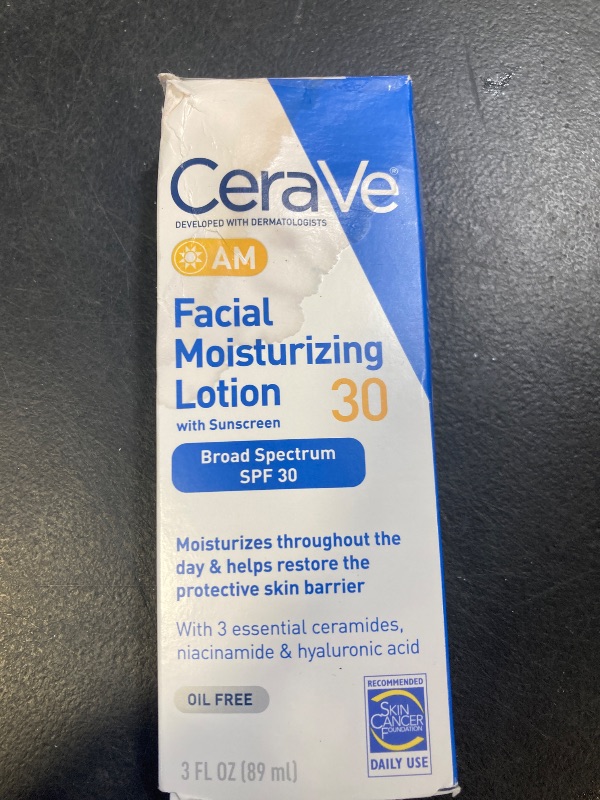 CeraVe®
DEVELOPED WITH DERMATOLOGISTS
AM
Facial
Moisturizing
Lotion 30
with Sunscreen
Broad Spectrum
SPF 30
Moisturizes throughout the
day & helps restore the
protective skin barrier
With 3 essential ceramides,
niacinamide & hyaluronic acid
OIL FREE
RECOMMENDED
SKIN
CANCER
FOUNDATION
DAILY USE
3 FL OZ (89 ml)